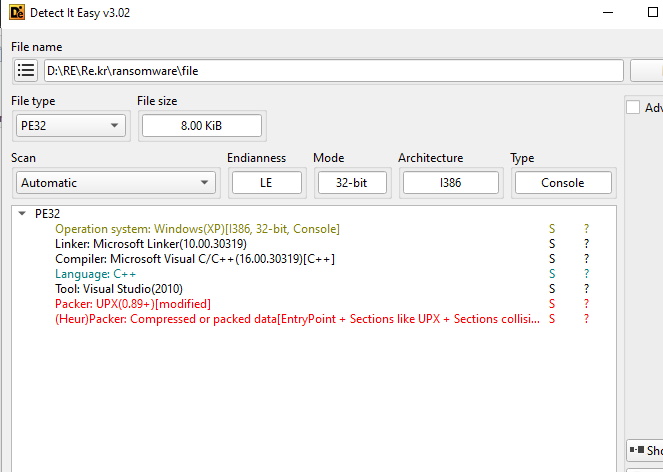 Detect It Easy v3.02
File name
D:\RE\Re.kr\ransomware\file
File type
File size
PE32
8.00 KiB
Adv
Scan
Endianness
Mode
Architecture
Type
Automatic
LE
32-bit
I386
Console
PE32
Operation system: Windows(XP)[I386, 32-bit, Console] S ?
Linker: Microsoft Linker(10.00.30319) S ?
Compiler: Microsoft Visual C/C++(16.00.30319)[C++] S ?
Language: C++ S ?
Tool: Visual Studio(2010) S ?
Packer: UPX(0.89+)[modified] S ?
(Heur)Packer: Compressed or packed data[EntryPoint + Sections like UPX + Sections collisi... S ?
Sho